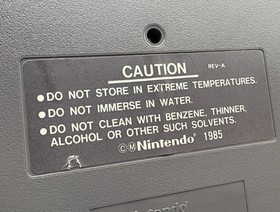 CAUTION REV-A
●DO NOT STORE IN EXTREME TEMPERATURES.
●DO NOT IMMERSE IN WATER.
●DO NOT CLEAN WITH BENZENE, THINNER,
ALCOHOL OR OTHER SUCH SOLVENTS.
©Ⓜ Nintendo 1985
Nintendo